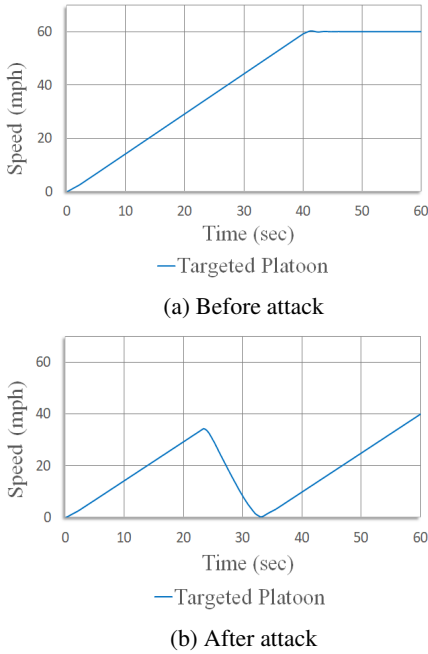 60
40
20
0
Speed (mph)
0 10 20 30 40 50 60
Time (sec)
Targeted Platoon
(a) Before attack
60
40
20
0
Speed (mph)
0 10 20 30 40 50 60
Time (sec)
Targeted Platoon
(b) After attack